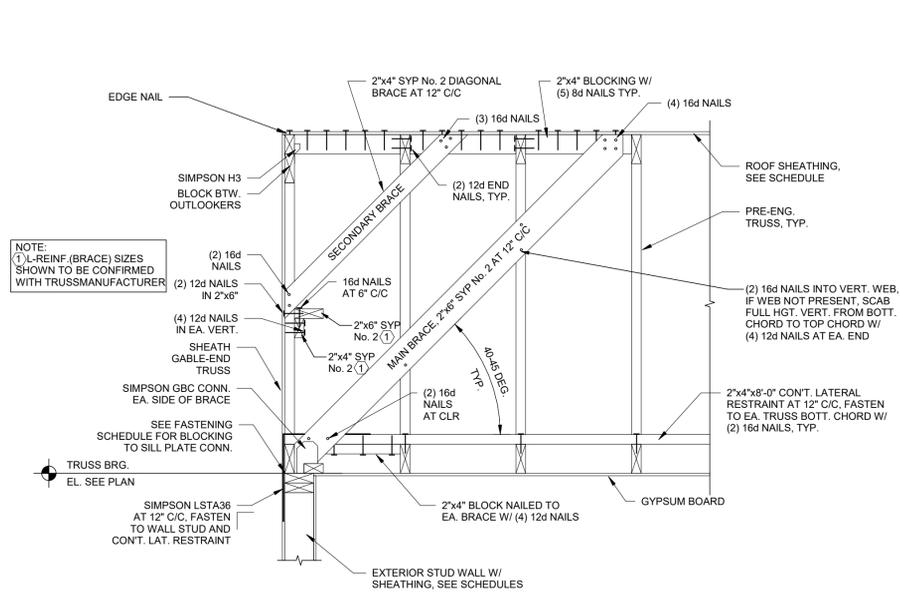 2"x4" SYP No. 2 DIAGONAL
BRACE AT 12" C/C
2"x4" BLOCKING W/
(5) 8d NAILS TYP.
EDGE NAIL
(4) 16d NAILS
(3) 16d NAILS
SIMPSON H3
BLOCK BTW.
OUTLOOKERS
(2) 12d END
NAILS, TYP.
ROOF SHEATHING,
SEE SCHEDULE
SECONDARY BRACE
PRE-ENG.
TRUSS, TYP.
NOTE:
1 L-REINF.(BRACE) SIZES
SHOWN TO BE CONFIRMED
WITH TRUSSMANUFACTURER
(2) 16d
NAILS
(2) 12d NAILS
IN 2"x6"
16d NAILS
AT 6" C/C
(4) 12d NAILS
IN EA. VERT.
2"x6" SYP
No. 2 1
2"x4" SYP
No. 2 1
MAIN BRACE, 2"x6" SYP No. 2 AT 12" C/C
(2) 16d NAILS INTO VERT. WEB,
IF WEB NOT PRESENT, SCAB
FULL HGT. VERT. FROM BOTT.
CHORD TO TOP CHORD W/
(4) 12d NAILS AT EA. END
SHEATH
GABLE-END
TRUSS
40-45 DEG.
TYP.
SIMPSON GBC CONN.
EA. SIDE OF BRACE
(2) 16d
NAILS
AT CLR
2"x4"x8'-0" CON'T. LATERAL
RESTRAINT AT 12" C/C, FASTEN
TO EA. TRUSS BOTT. CHORD W/
(2) 16d NAILS, TYP.
SEE FASTENING
SCHEDULE FOR BLOCKING
TO SILL PLATE CONN.
TRUSS BRG.
EL. SEE PLAN
SIMPSON LSTA36
AT 12" C/C, FASTEN
TO WALL STUD AND
CON'T. LAT. RESTRAINT
2"x4" BLOCK NAILED TO
EA. BRACE W/ (4) 12d NAILS
GYPSUM BOARD
EXTERIOR STUD WALL W/
SHEATHING, SEE SCHEDULES